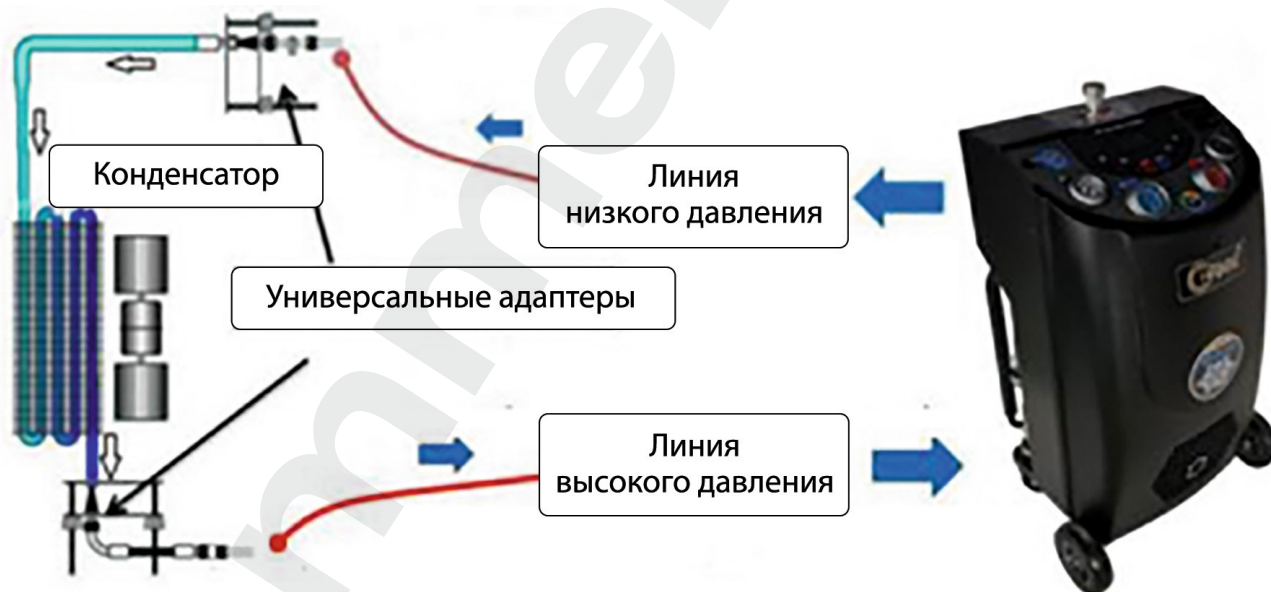 Конденсатор
Линия
низкого давления
Универсальные адаптеры
Линия
высокого давления